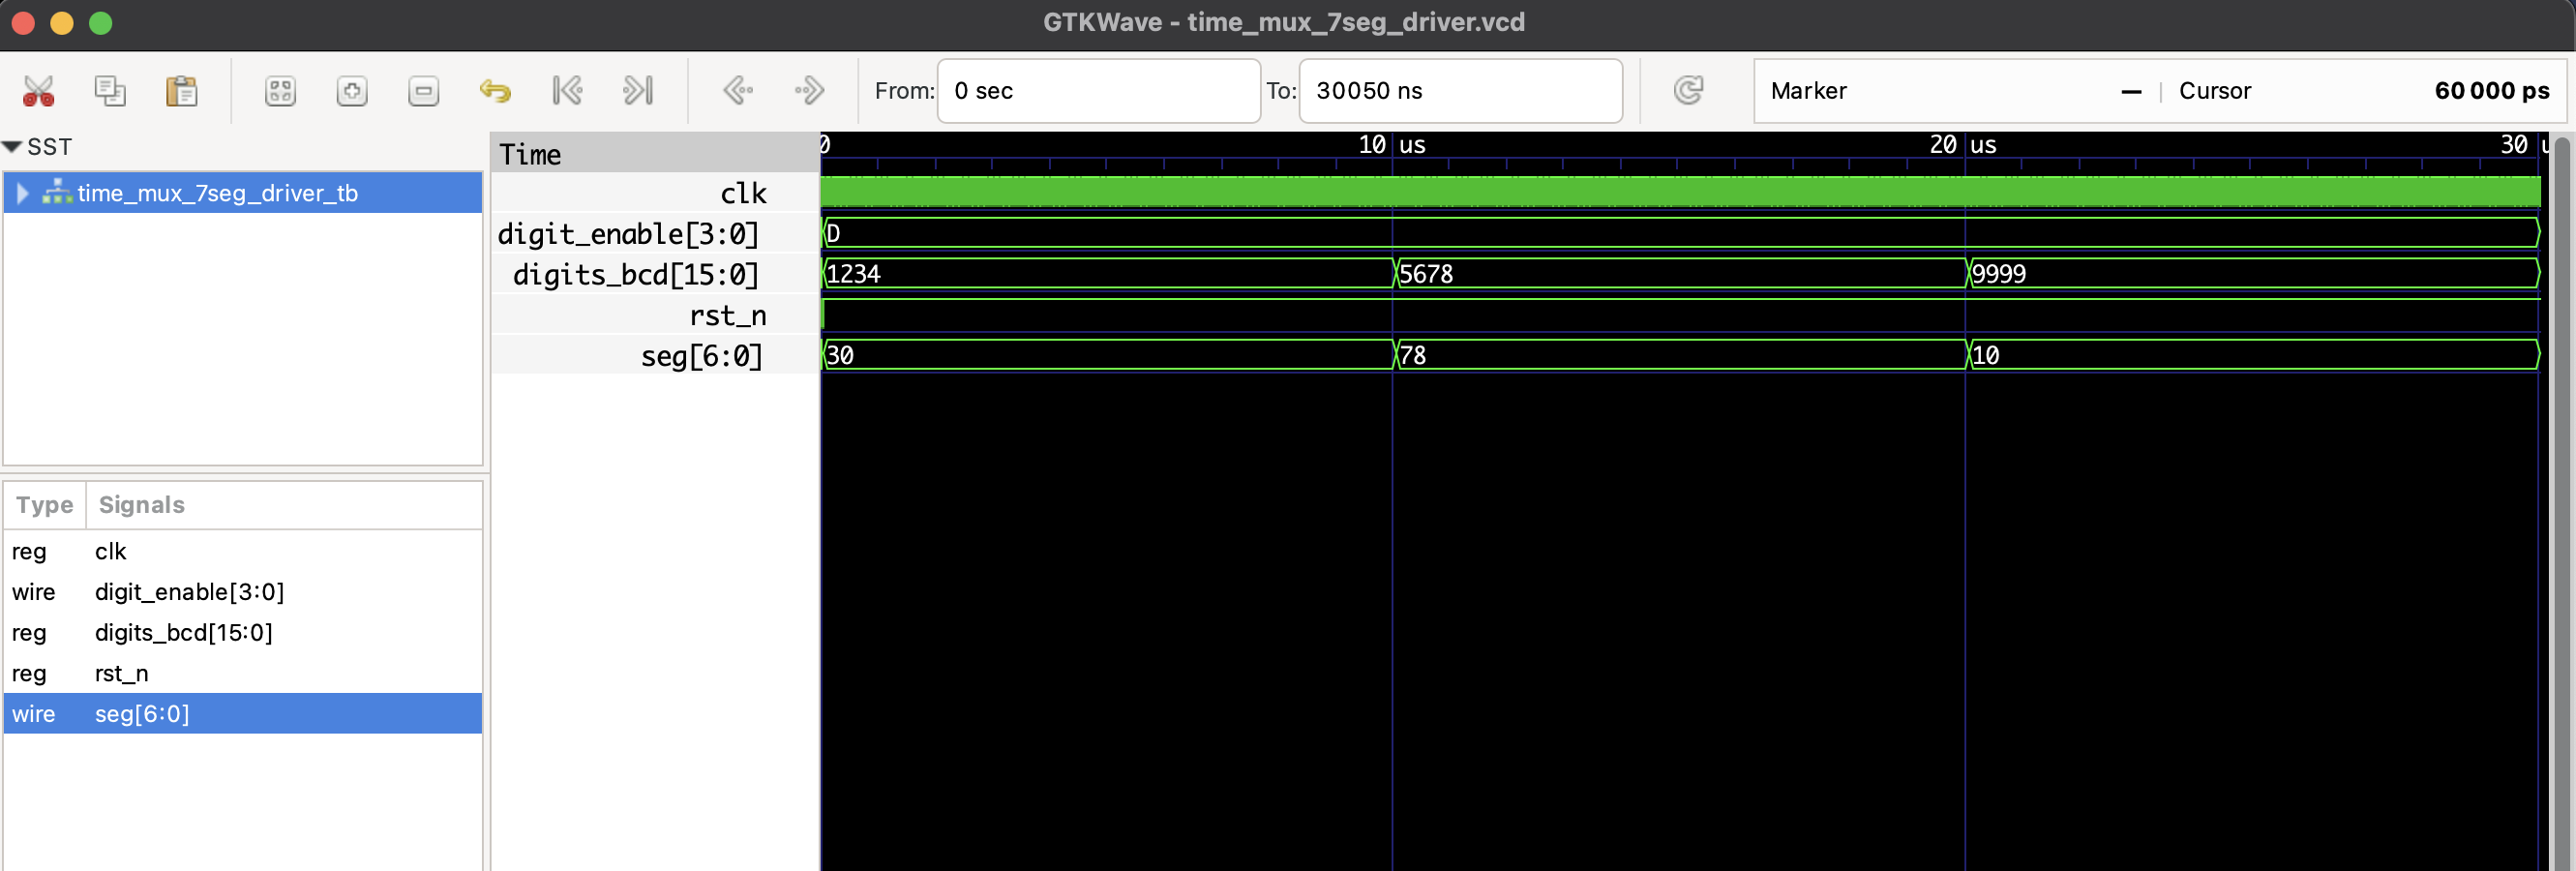 GTKWave - time_mux_7seg_driver.vcd
From: 0 sec To: 30050 ns Marker — | Cursor 60 000 ps
SST
time_mux_7seg_driver_tb
Type Signals
reg clk
wire digit_enable[3:0]
reg digits_bcd[15:0]
reg rst_n
wire seg[6:0]
Time
clk
digit_enable[3:0]
digits_bcd[15:0]
rst_n
seg[6:0]
0 10 us 20 us 30 u
D
1234 5678 9999
30 78 10